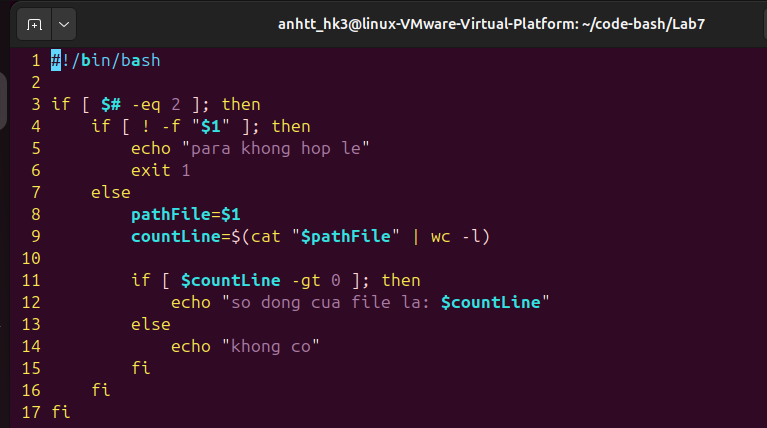 anhtt_hk3@linux-VMware-Virtual-Platform: ~/code-bash/Lab7
1 #!/bin/bash
2
3 if [ $# -eq 2 ]; then
4     if [ ! -f "$1" ]; then
5         echo "para khong hop le"
6         exit 1
7     else
8         pathFile=$1
9         countLine=$(cat "$pathFile" | wc -l)
10
11         if [ $countLine -gt 0 ]; then
12             echo "so dong cua file la: $countLine"
13         else
14             echo "khong co"
15         fi
16     fi
17 fi